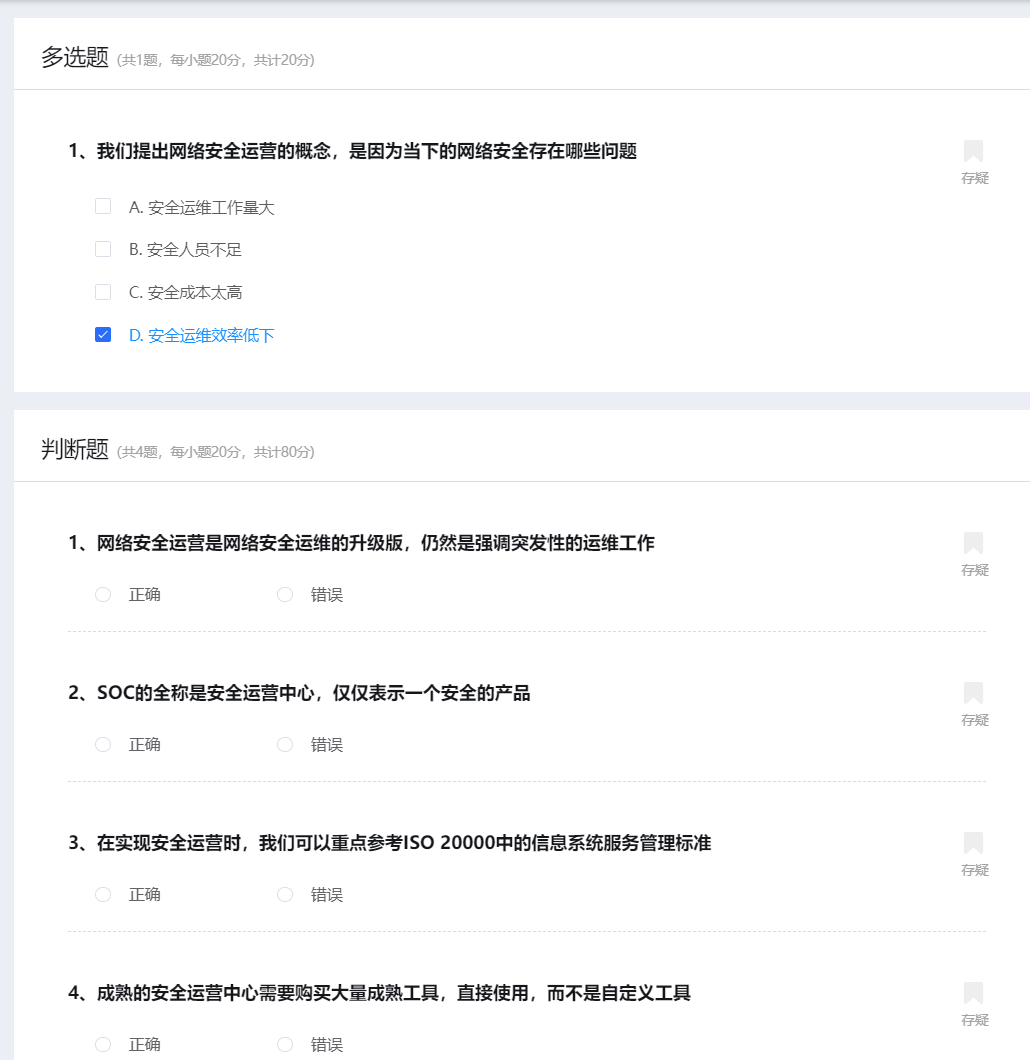 多选题 (共1题，每小题20分，共计20分)
1、我们提出网络安全运营的概念，是因为当下的网络安全存在哪些问题
存疑
A. 安全运维工作量大
B. 安全人员不足
C. 安全成本太高
D. 安全运维效率低下
判断题 (共4题，每小题20分，共计80分)
1、网络安全运营是网络安全运维的升级版，仍然是强调突发性的运维工作
存疑
正确 错误
2、SOC的全称是安全运营中心，仅仅表示一个安全的产品
存疑
正确 错误
3、在实现安全运营时，我们可以重点参考ISO 20000中的信息系统服务管理标准
存疑
正确 错误
4、成熟的安全运营中心需要购买大量成熟工具，直接使用，而不是自定义工具
存疑
正确 错误